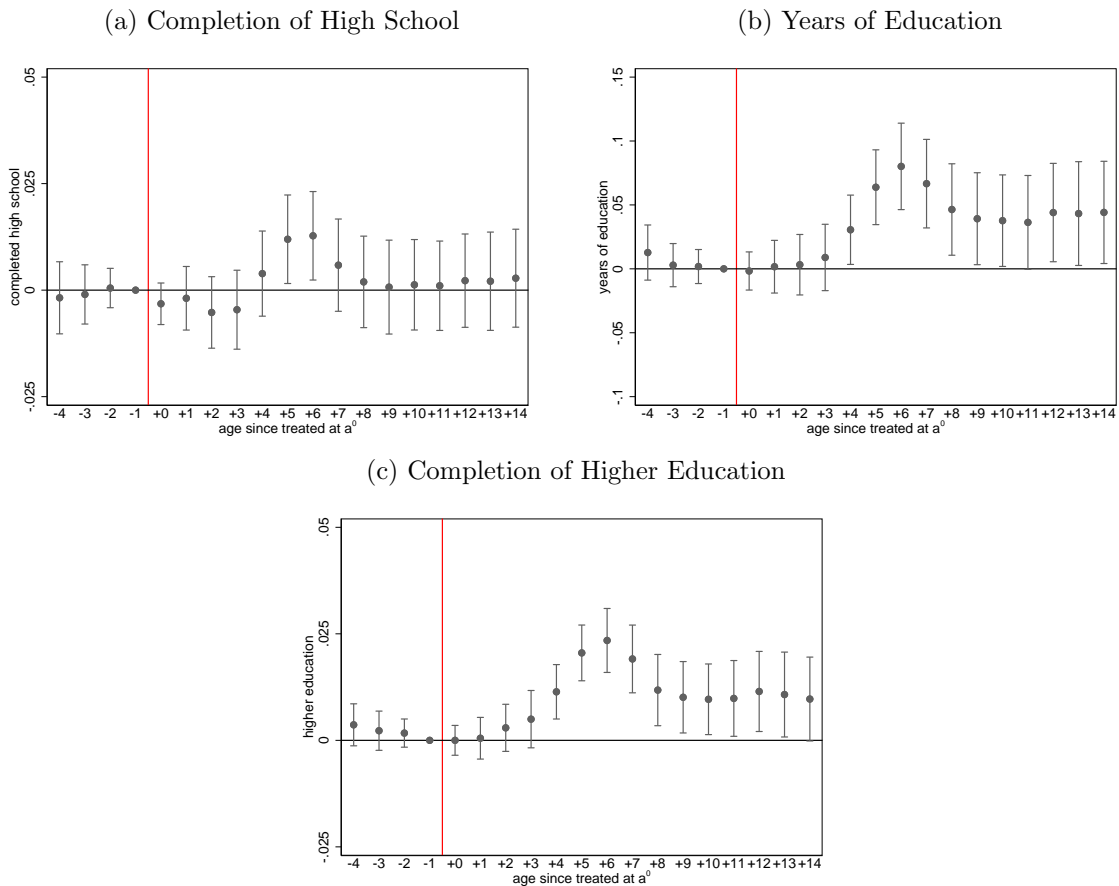 (a) Completion of High School
(b) Years of Education
completed high school
.05
.025
0
-.025
-4 -3 -2 -1 +0 +1 +2 +3 +4 +5 +6 +7 +8 +9 +10 +11 +12 +13 +14
age since treated at a⁰
years of education
.15
.1
.05
0
-.05
-.1
-4 -3 -2 -1 +0 +1 +2 +3 +4 +5 +6 +7 +8 +9 +10 +11 +12 +13 +14
age since treated at a⁰
(c) Completion of Higher Education
higher education
.05
.025
0
-.025
-4 -3 -2 -1 +0 +1 +2 +3 +4 +5 +6 +7 +8 +9 +10 +11 +12 +13 +14
age since treated at a⁰